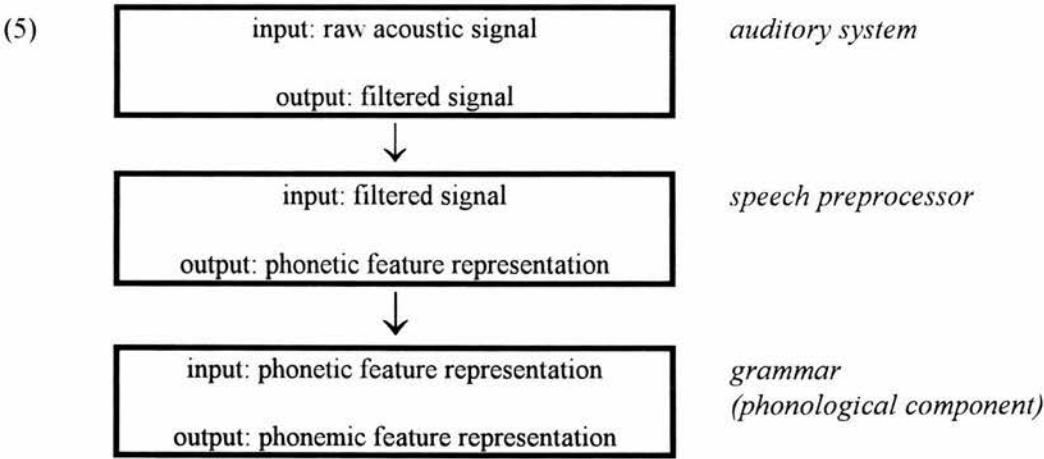 (5) input: raw acoustic signal auditory system
output: filtered signal
input: filtered signal speech preprocessor
output: phonetic feature representation
input: phonetic feature representation grammar
(phonological component)
output: phonemic feature representation